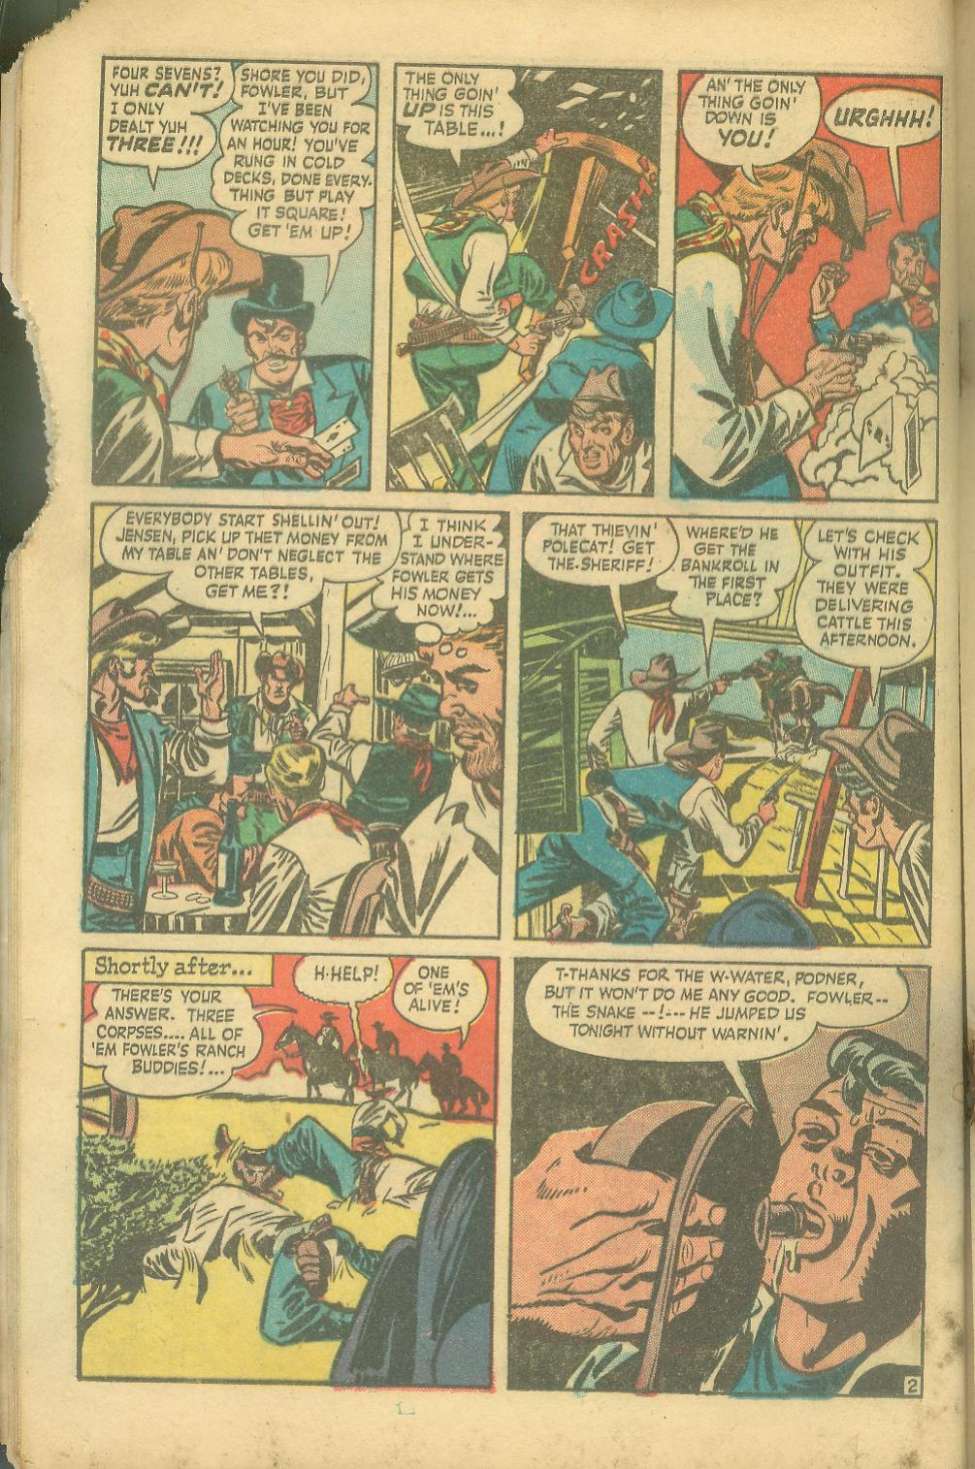 FOUR SEVENS?
YUH CAN'T!
I ONLY
DEALT YUH
THREE!!!
SHORE YOU DID,
FOWLER, BUT
I'VE BEEN
WATCHING YOU FOR
AN HOUR! YOU'VE
RUNG IN COLD
DECKS, DONE EVERY-
THING BUT PLAY
IT SQUARE!
GET 'EM UP!
THE ONLY
THING GOIN'
UP IS THIS
TABLE...!
CRASH!
AN' THE ONLY
THING GOIN'
DOWN IS
YOU!
URGHHH!
EVERYBODY START SHELLIN' OUT!
JENSEN, PICK UP THET MONEY FROM
MY TABLE AN' DON'T NEGLECT THE
OTHER TABLES,
GET ME?!
I THINK
I UNDER-
STAND WHERE
FOWLER GETS
HIS MONEY
NOW!...
THAT THIEVIN'
POLECAT! GET
THE SHERIFF!
WHERE'D HE
GET THE
BANKROLL IN
THE FIRST
PLACE?
LET'S CHECK
WITH HIS
OUTFIT.
THEY WERE
DELIVERING
CATTLE THIS
AFTERNOON.
Shortly after...
THERE'S YOUR
ANSWER. THREE
CORPSES.... ALL OF
'EM FOWLER'S RANCH
BUDDIES!...
H-HELP!
ONE
OF 'EM'S
ALIVE!
T-THANKS FOR THE W-WATER, PODNER,
BUT IT WON'T DO ME ANY GOOD. FOWLER--
THE SNAKE --!--- HE JUMPED US
TONIGHT WITHOUT WARNIN'.
2